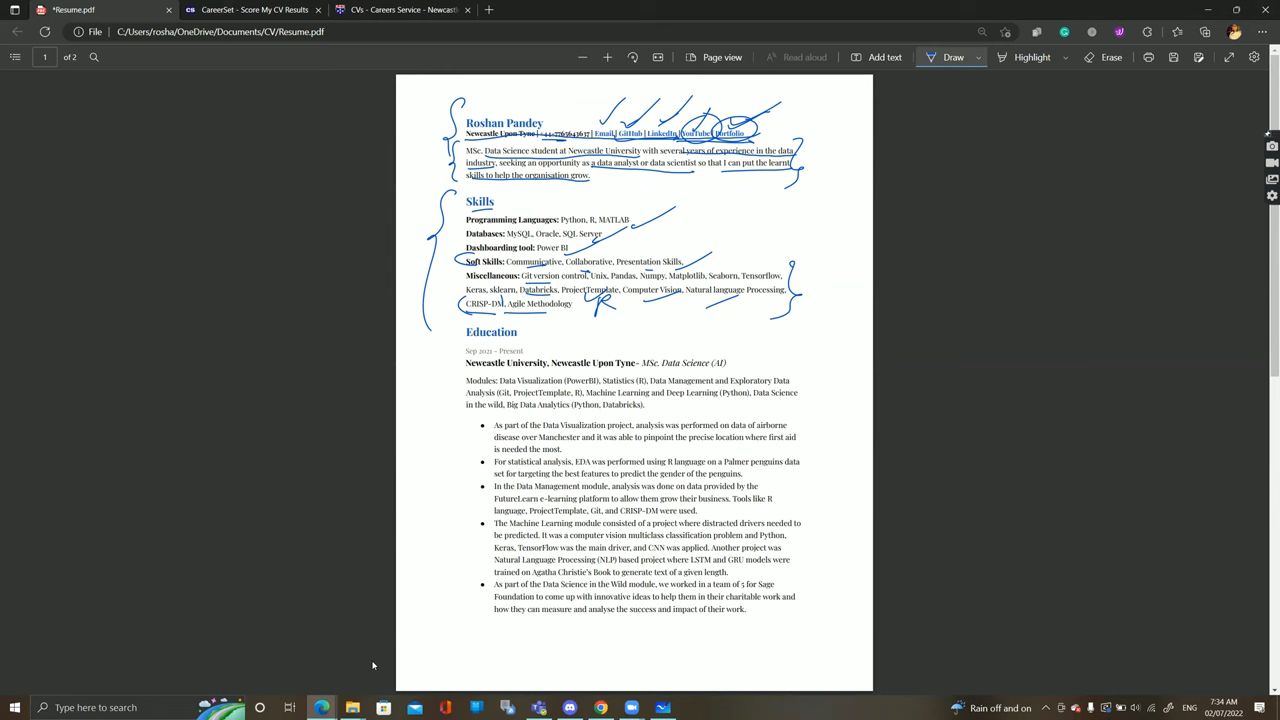 *Resume.pdf
CareerSet - Score My CV Results
CVs - Careers Service - Newcastl
File
C:/Users/rosha/OneDrive/Documents/CV/Resume.pdf
1 of 2
Page view
Read aloud
Add text
Draw
Highlight
Erase
Roshan Pandey
Newcastle Upon Tyne | +44-7765643637 | Email | GitHub | LinkedIn | YouTube | Portfolio
MSc. Data Science student at Newcastle University with several years of experience in the data
industry, seeking an opportunity as a data analyst or data scientist so that I can put the learnt
skills to help the organisation grow.
Skills
Programming Languages: Python, R, MATLAB
Databases: MySQL, Oracle, SQL Server
Dashboarding tool: Power BI
Soft Skills: Communicative, Collaborative, Presentation Skills,
Miscellaneous: Git version control, Unix, Pandas, Numpy, Matplotlib, Seaborn, Tensorflow,
Keras, sklearn, Databricks, ProjectTemplate, Computer Vision, Natural language Processing,
CRISP-DM, Agile Methodology
R
Education
Sep 2021 - Present
Newcastle University, Newcastle Upon Tyne- MSc. Data Science (AI)
Modules: Data Visualization (PowerBI), Statistics (R), Data Management and Exploratory Data
Analysis (Git, ProjectTemplate, R), Machine Learning and Deep Learning (Python), Data Science
in the wild, Big Data Analytics (Python, Databricks).
● As part of the Data Visualization project, analysis was performed on data of airborne
disease over Manchester and it was able to pinpoint the precise location where first aid
is needed the most.
● For statistical analysis, EDA was performed using R language on a Palmer penguins data
set for targeting the best features to predict the gender of the penguins.
● In the Data Management module, analysis was done on data provided by the
FutureLearn e-learning platform to allow them grow their business. Tools like R
language, ProjectTemplate, Git, and CRISP-DM were used.
● The Machine Learning module consisted of a project where distracted drivers needed to
be predicted. It was a computer vision multiclass classification problem and Python,
Keras, TensorFlow was the main driver, and CNN was applied. Another project was
Natural Language Processing (NLP) based project where LSTM and GRU models were
trained on Agatha Christie's Book to generate text of a given length.
● As part of the Data Science in the Wild module, we worked in a team of 5 for Sage
Foundation to come up with innovative ideas to help them in their charitable work and
how they can measure and analyse the success and impact of their work.
Type here to search
Rain off and on
7:34 AM
02/07/2022